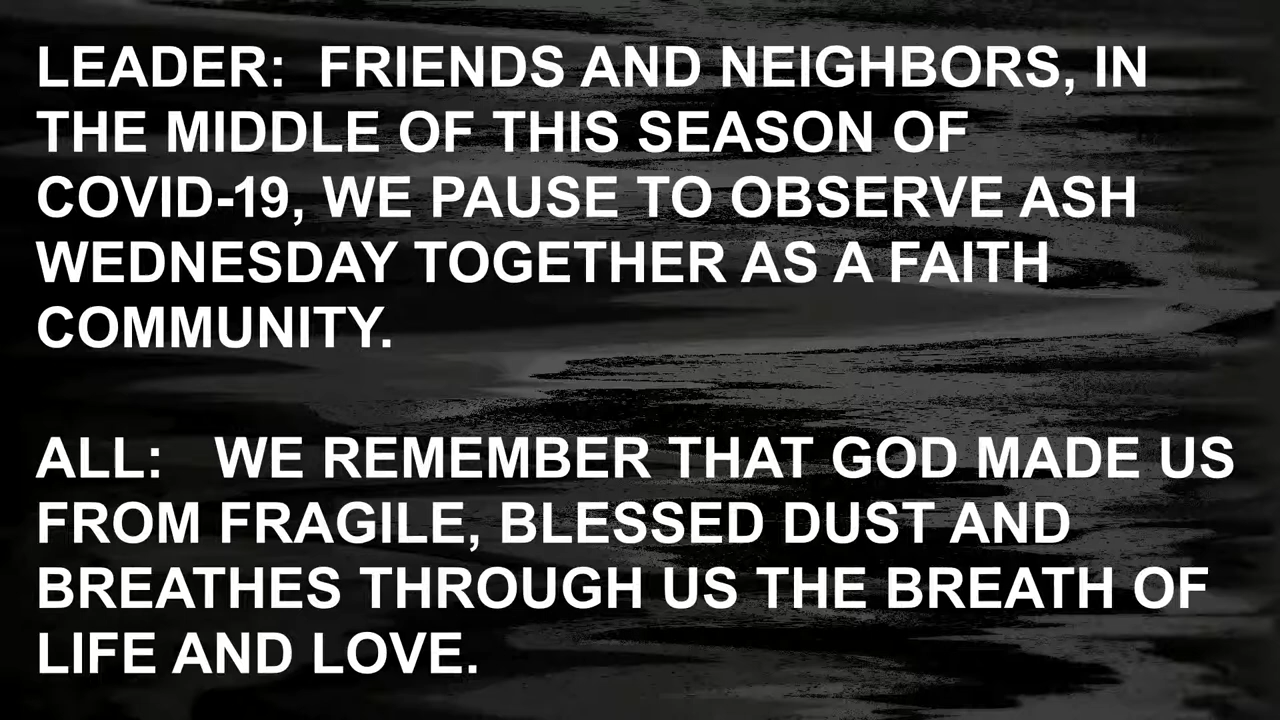 LEADER:  FRIENDS AND NEIGHBORS, IN
THE MIDDLE OF THIS SEASON OF
COVID-19, WE PAUSE TO OBSERVE ASH
WEDNESDAY TOGETHER AS A FAITH
COMMUNITY.
ALL:   WE REMEMBER THAT GOD MADE US
FROM FRAGILE, BLESSED DUST AND
BREATHES THROUGH US THE BREATH OF
LIFE AND LOVE.